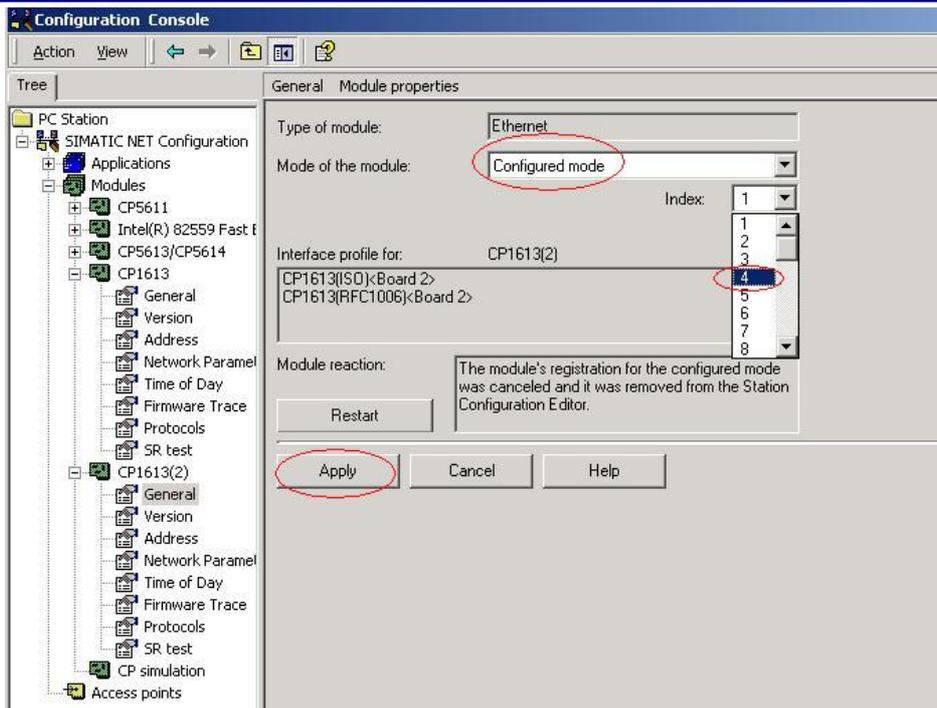 Configuration Console
Action View
Tree
General Module properties
PC Station
SIMATIC NET Configuration
Applications
Modules
CP5611
Intel(R) 82559 Fast E
CP5613/CP5614
CP1613
General
Version
Address
Network Paramet
Time of Day
Firmware Trace
Protocols
SR test
CP1613(2)
General
Version
Address
Network Paramet
Time of Day
Firmware Trace
Protocols
SR test
CP simulation
Access points
Type of module: Ethernet
Mode of the module: Configured mode
Index: 1
1
2
3
4
5
6
7
8
Interface profile for: CP1613(2)
CP1613(ISO)<Board 2>
CP1613(RFC1006)<Board 2>
Module reaction:
The module's registration for the configured mode
was canceled and it was removed from the Station
Configuration Editor.
Restart
Apply Cancel Help